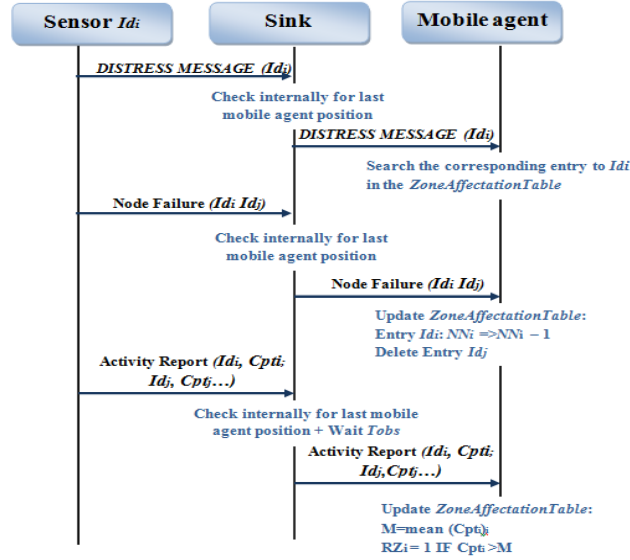 Sensor Idi
Sink
Mobile agent
DISTRESS MESSAGE (Idi)
Check internally for last
mobile agent position
DISTRESS MESSAGE (Idi)
Search the corresponding entry to Idi
in the ZoneAffectationTable
Node Failure (Idi Idj)
Check internally for last
mobile agent position
Node Failure (Idi Idj)
Update ZoneAffectationTable:
Entry Idi: NNi =>NNi – 1
Delete Entry Idj
Activity Report (Idi, Cpti;
Idj, Cptj...)
Check internally for last mobile
agent position + Wait Tobs
Activity Report (Idi, Cpti;
Idj,Cptj...)
Update ZoneAffectationTable:
M=mean (Cpti)i
RZi = 1 IF Cpti >M